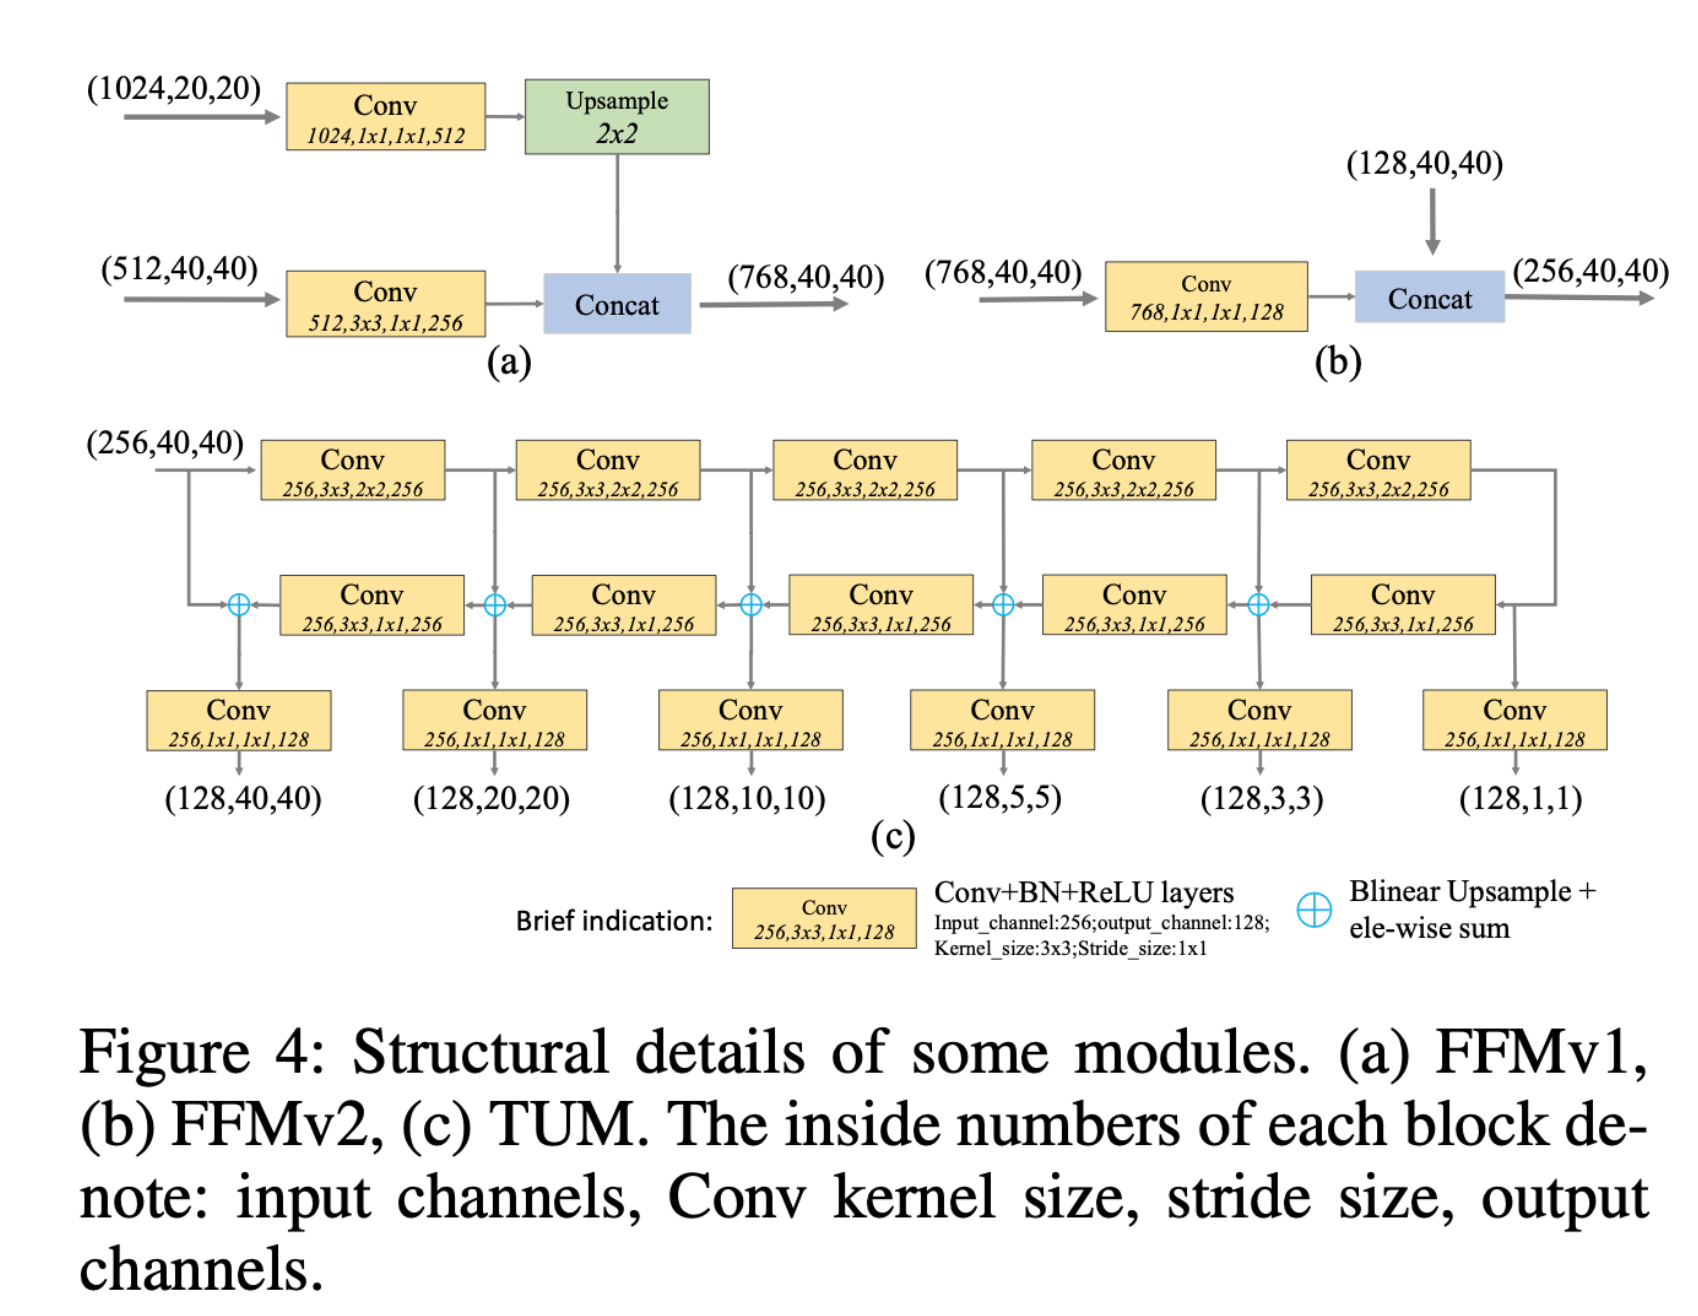 (1024,20,20)
Conv
1024,1x1,1x1,512
Upsample
2x2
(512,40,40)
Conv
512,3x3,1x1,256
Concat
(768,40,40)
(a)
(128,40,40)
(768,40,40)
Conv
768,1x1,1x1,128
Concat
(256,40,40)
(b)
(256,40,40)
Conv
256,3x3,2x2,256
Conv
256,3x3,2x2,256
Conv
256,3x3,2x2,256
Conv
256,3x3,2x2,256
Conv
256,3x3,2x2,256
Conv
256,3x3,1x1,256
Conv
256,3x3,1x1,256
Conv
256,3x3,1x1,256
Conv
256,3x3,1x1,256
Conv
256,3x3,1x1,256
Conv
256,1x1,1x1,128
Conv
256,1x1,1x1,128
Conv
256,1x1,1x1,128
Conv
256,1x1,1x1,128
Conv
256,1x1,1x1,128
Conv
256,1x1,1x1,128
(128,40,40)
(128,20,20)
(128,10,10)
(128,5,5)
(128,3,3)
(128,1,1)
(c)
Brief indication:
Conv
256,3x3,1x1,128
Conv+BN+ReLU layers
Input_channel:256;output_channel:128;
Kernel_size:3x3;Stride_size:1x1
Blinear Upsample +
ele-wise sum
Figure 4: Structural details of some modules. (a) FFMv1,
(b) FFMv2, (c) TUM. The inside numbers of each block de-
note: input channels, Conv kernel size, stride size, output
channels.